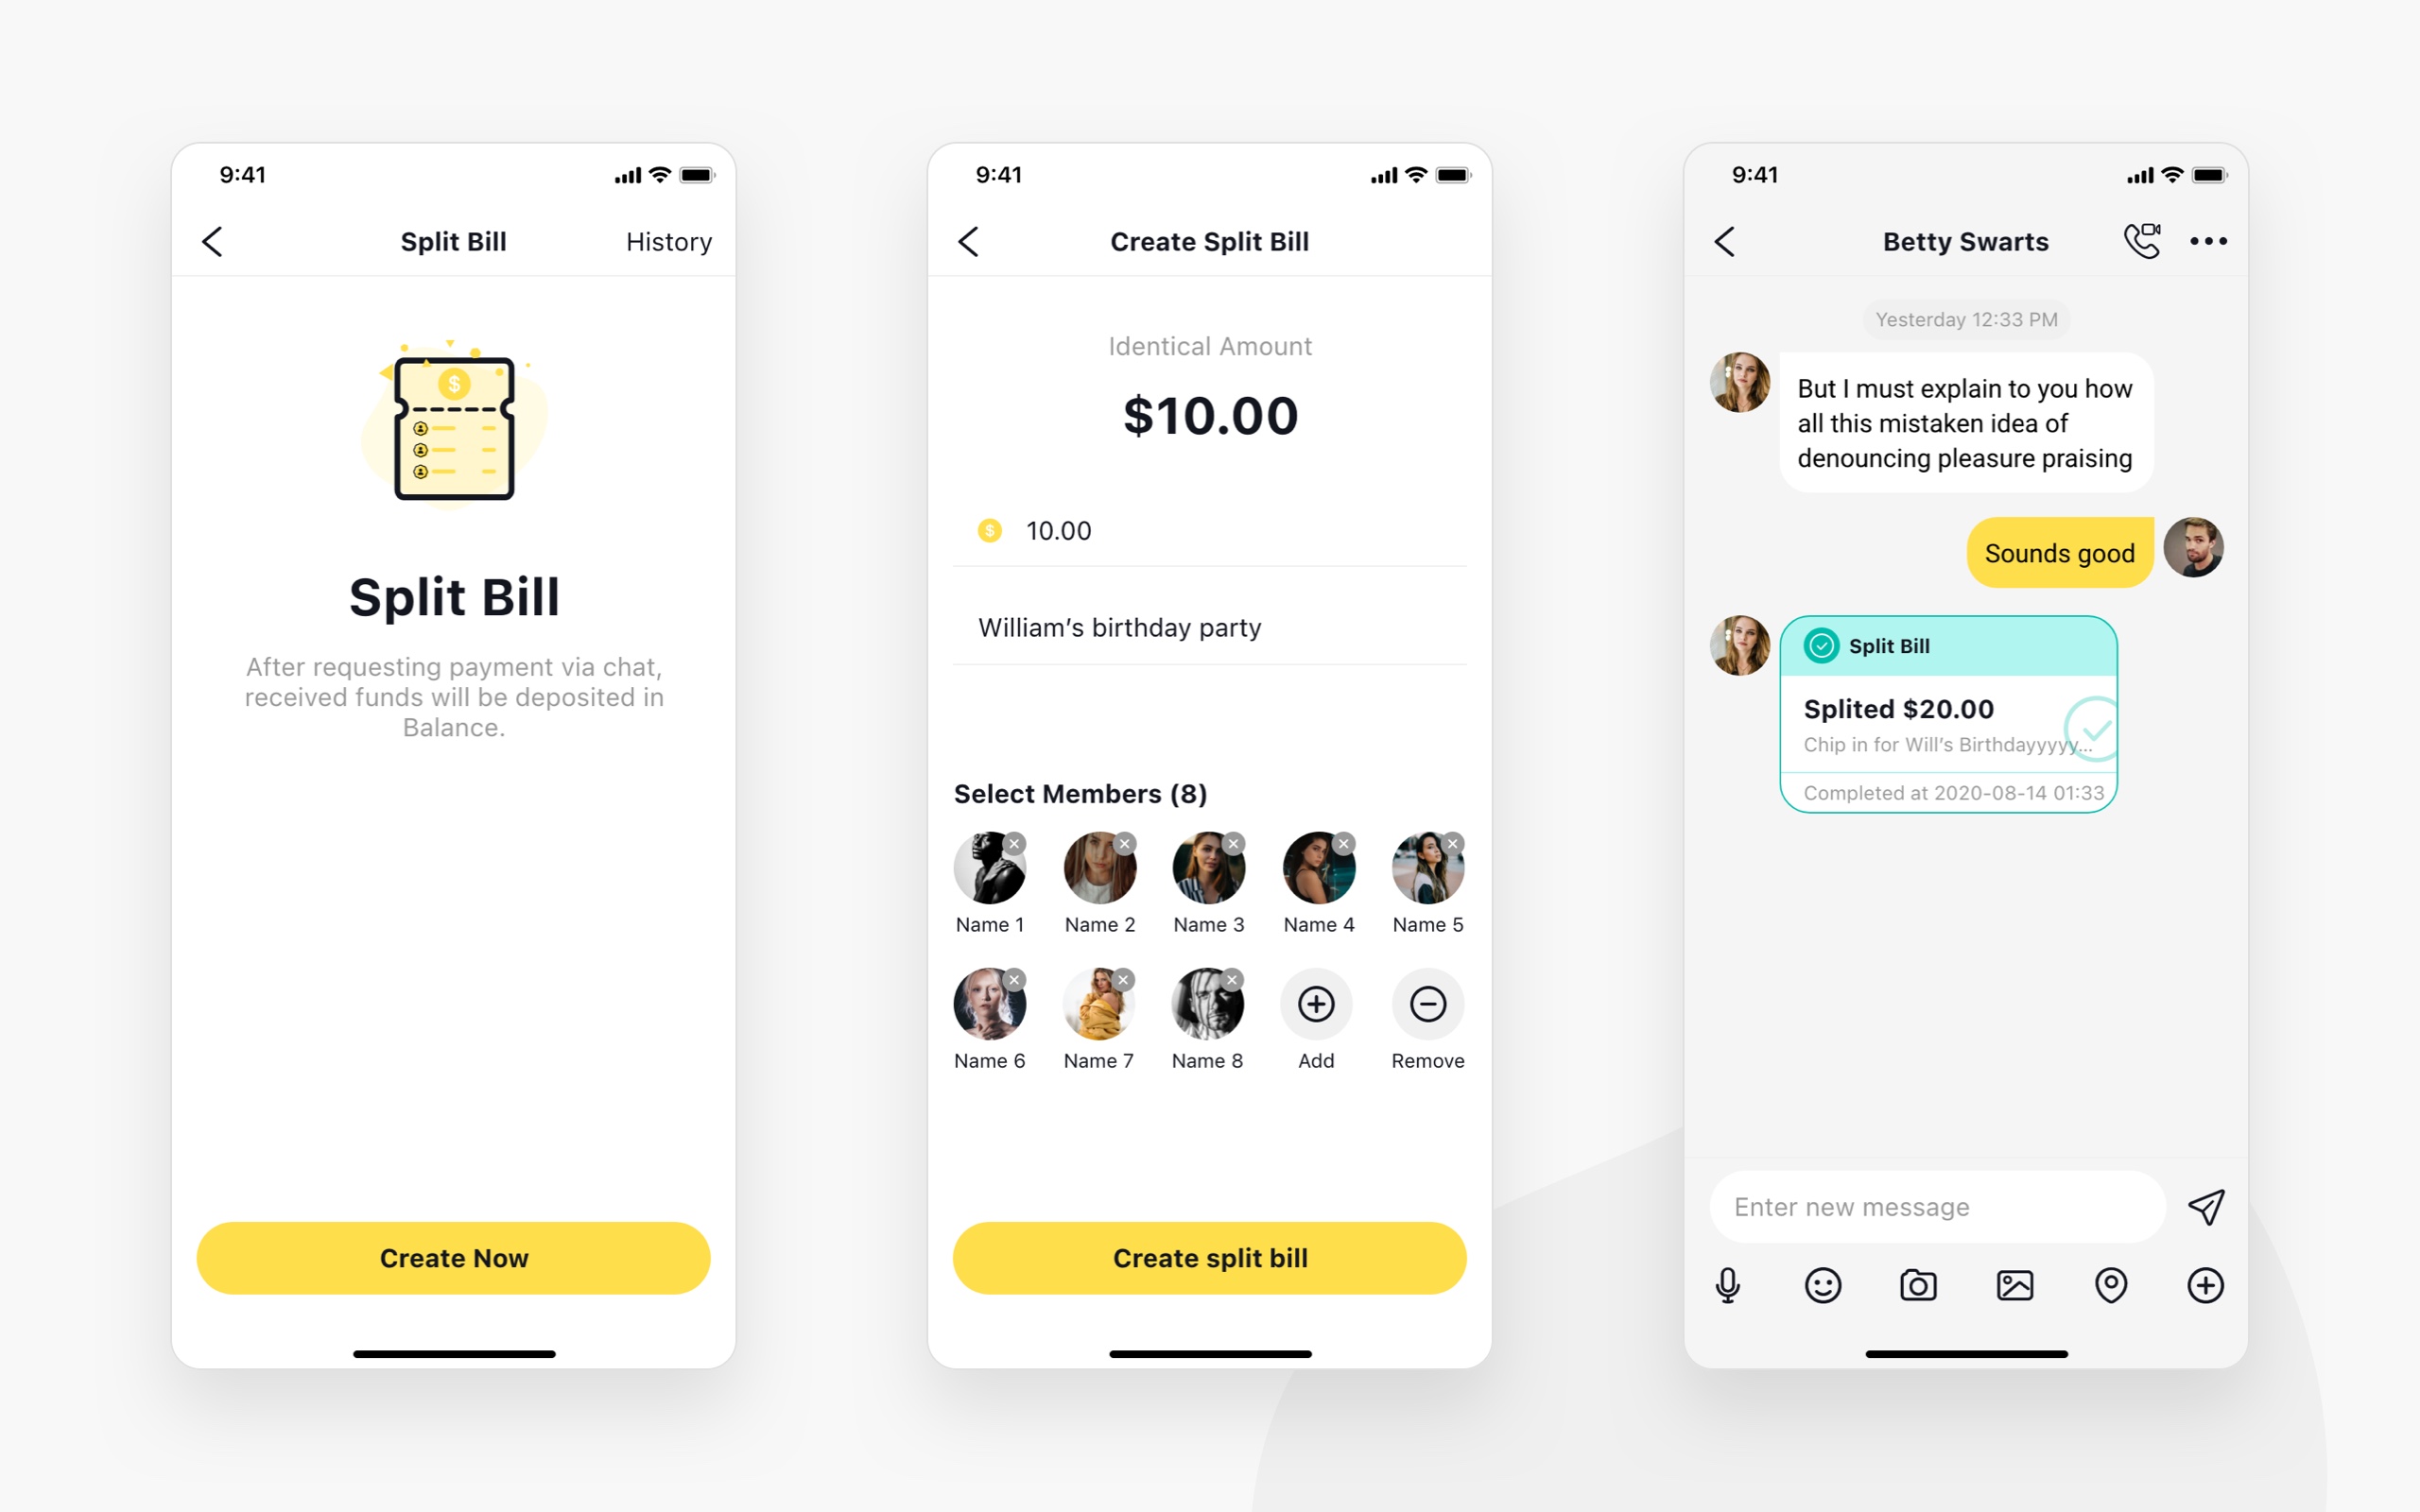 9:41
Split Bill
History
$
Split Bill
After requesting payment via chat,
received funds will be deposited in
Balance.
Create Now
9:41
Create Split Bill
Identical Amount
$10.00
$ 10.00
William’s birthday party
Select Members (8)
Name 1 Name 2 Name 3 Name 4 Name 5
Name 6 Name 7 Name 8 Add Remove
Create split bill
9:41
Betty Swarts
Yesterday 12:33 PM
But I must explain to you how
all this mistaken idea of
denouncing pleasure praising
Sounds good
Split Bill
Splited $20.00
Chip in for Will’s Birthdayyyyy...
Completed at 2020-08-14 01:33
Enter new message